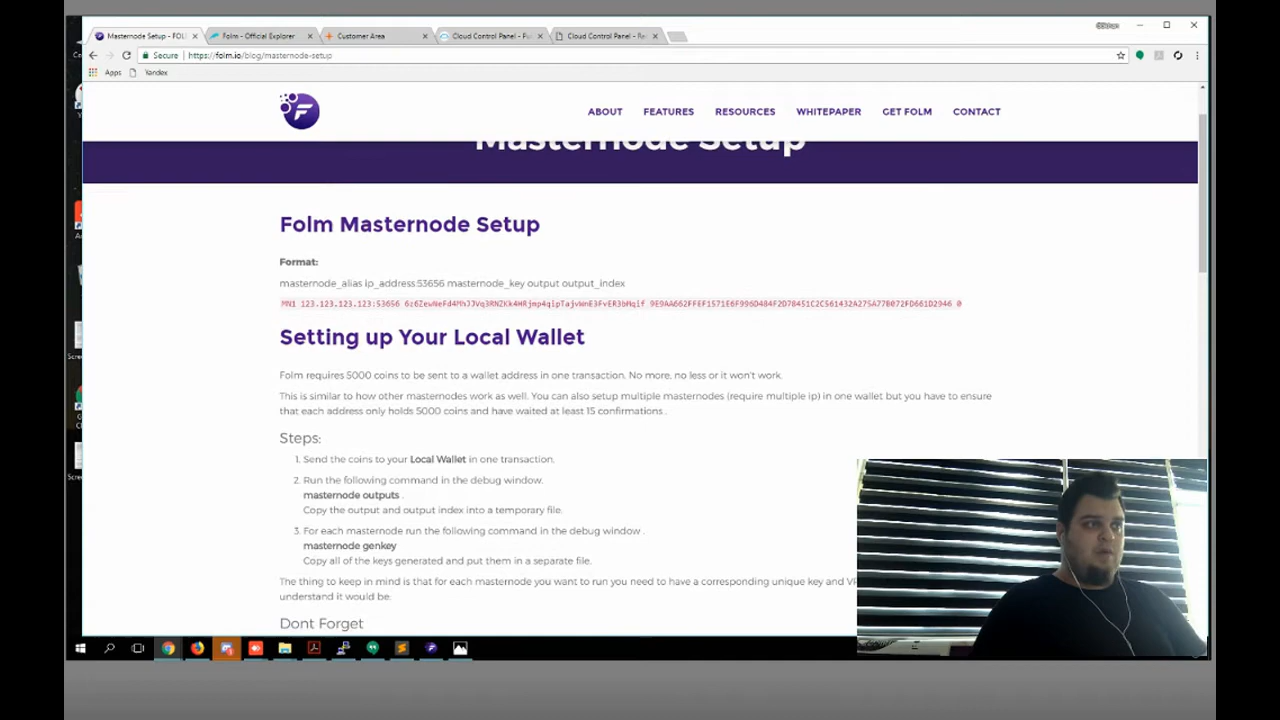 Masternode Setup - FOL
Folm - Official Explorer
Customer Area
Cloud Control Panel - Pu
Cloud Control Panel - Re
Secure
https://folm.io/blog/masternode-setup
Apps
Yandex
F
ABOUT
FEATURES
RESOURCES
WHITEPAPER
GET FOLM
CONTACT
Masternode Setup
Folm Masternode Setup
Format:
masternode_alias ip_address:53656 masternode_key output output_index
MN1 123.123.123.123:53656
Setting up Your Local Wallet
Folm requires 5000 coins to be sent to a wallet address in one transaction. No more, no less or it won't work.
This is similar to how other masternodes work as well. You can also setup multiple masternodes (require multiple ip) in one wallet but you have to ensure
that each address only holds 5000 coins and have waited at least 15 confirmations .
Steps:
1. Send the coins to your Local Wallet in one transaction.
2. Run the following command in the debug window.
masternode outputs .
Copy the output and output index into a temporary file.
3. For each masternode run the following command in the debug window .
masternode genkey
Copy all of the keys generated and put them in a separate file.
The thing to keep in mind is that for each masternode you want to run you need to have a corresponding unique key and
understand it would be.
Dont Forget